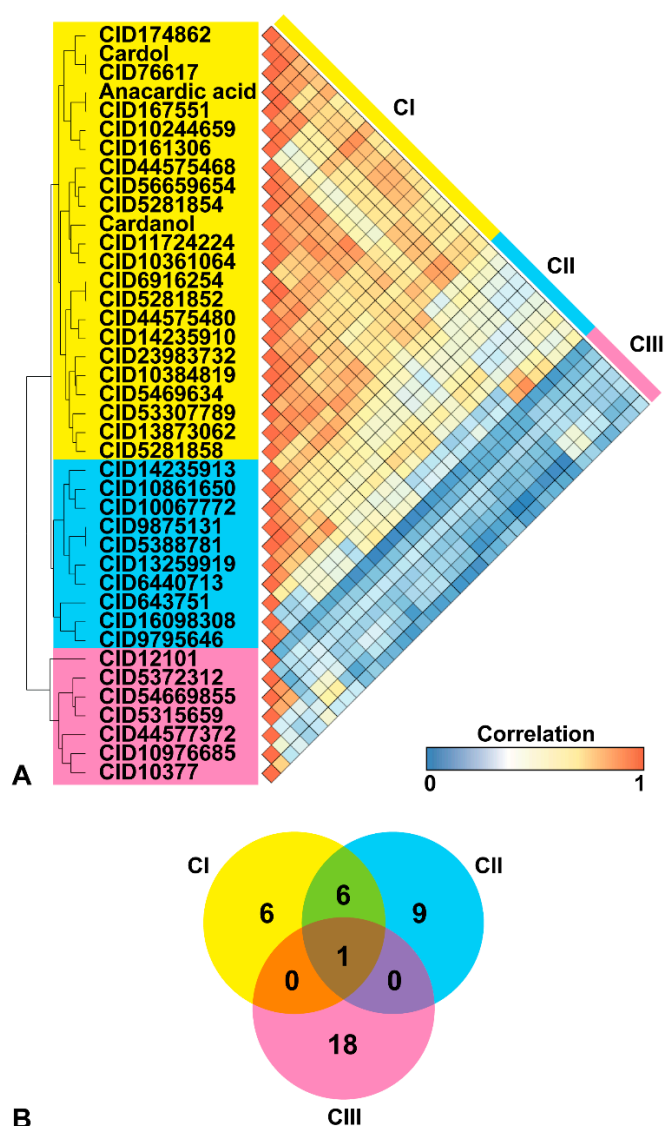 CID174862
Cardol
CID76617
Anacardic acid
CID167551
CID10244659
CID161306
CID44575468
CID56659654
CID5281854
Cardanol
CID11724224
CID10361064
CID6916254
CID5281852
CID44575480
CID14235910
CID23983732
CID10384819
CID5469634
CID53307789
CID13873062
CID5281858
CID14235913
CID10861650
CID10067772
CID9875131
CID5388781
CID13259919
CID6440713
CID643751
CID16098308
CID9795646
CID12101
CID5372312
CID54669855
CID5315659
CID44577372
CID10976685
CID10377
CI
CII
CIII
Correlation
0 1
A
CI CII
6 6 9
1
0 0
18
CIII
B